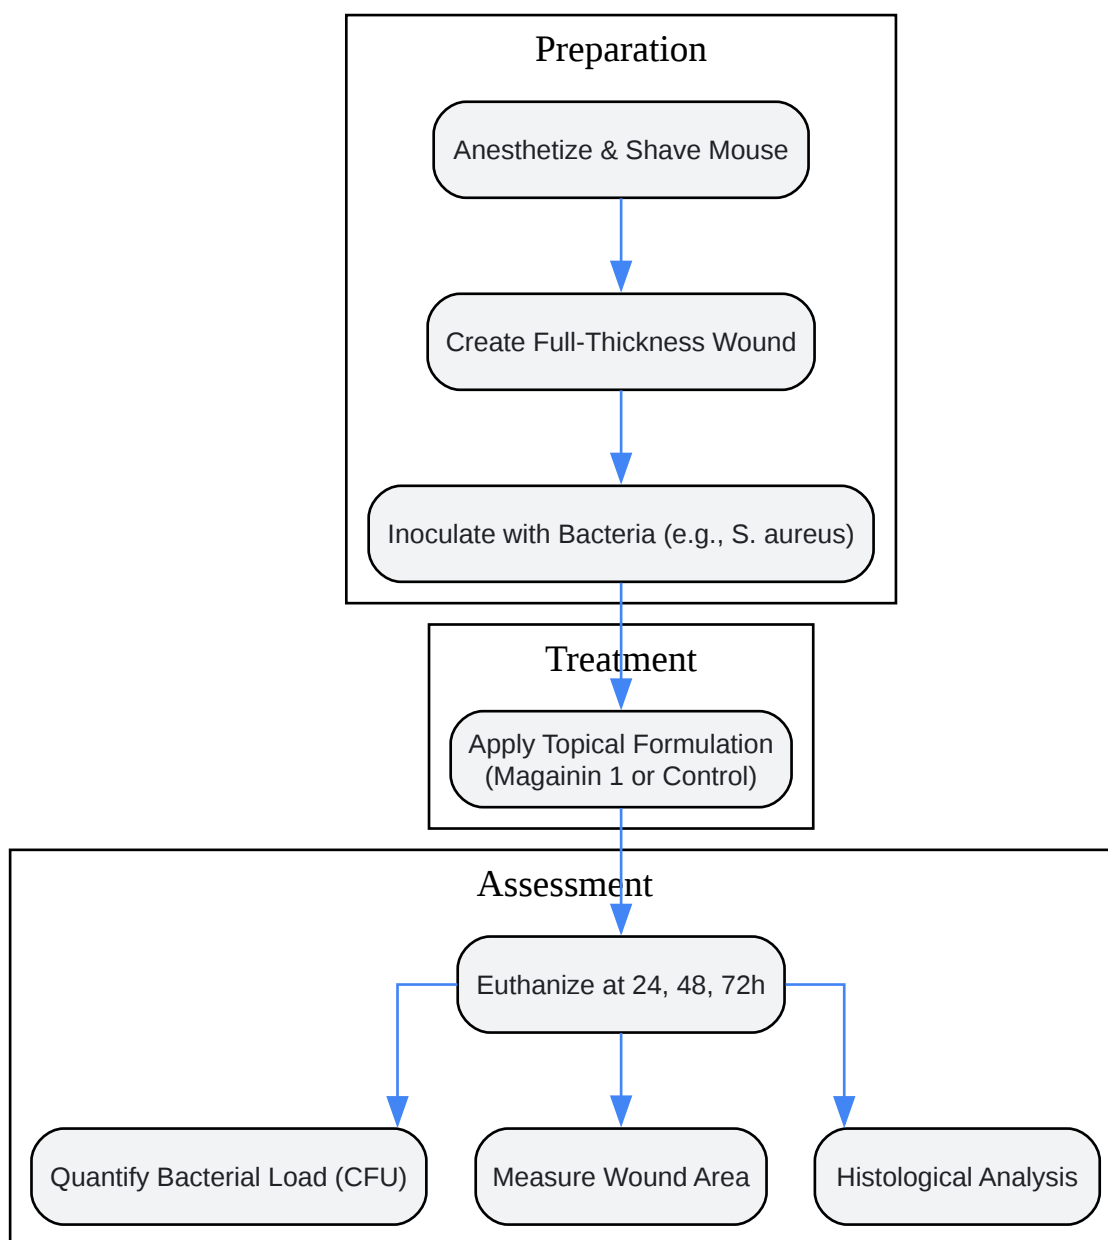 Preparation
Anesthetize & Shave Mouse
Create Full-Thickness Wound
Inoculate with Bacteria (e.g., S. aureus)
Treatment
Apply Topical Formulation
(Magainin 1 or Control)
Assessment
Euthanize at 24, 48, 72h
Quantify Bacterial Load (CFU)
Measure Wound Area
Histological Analysis